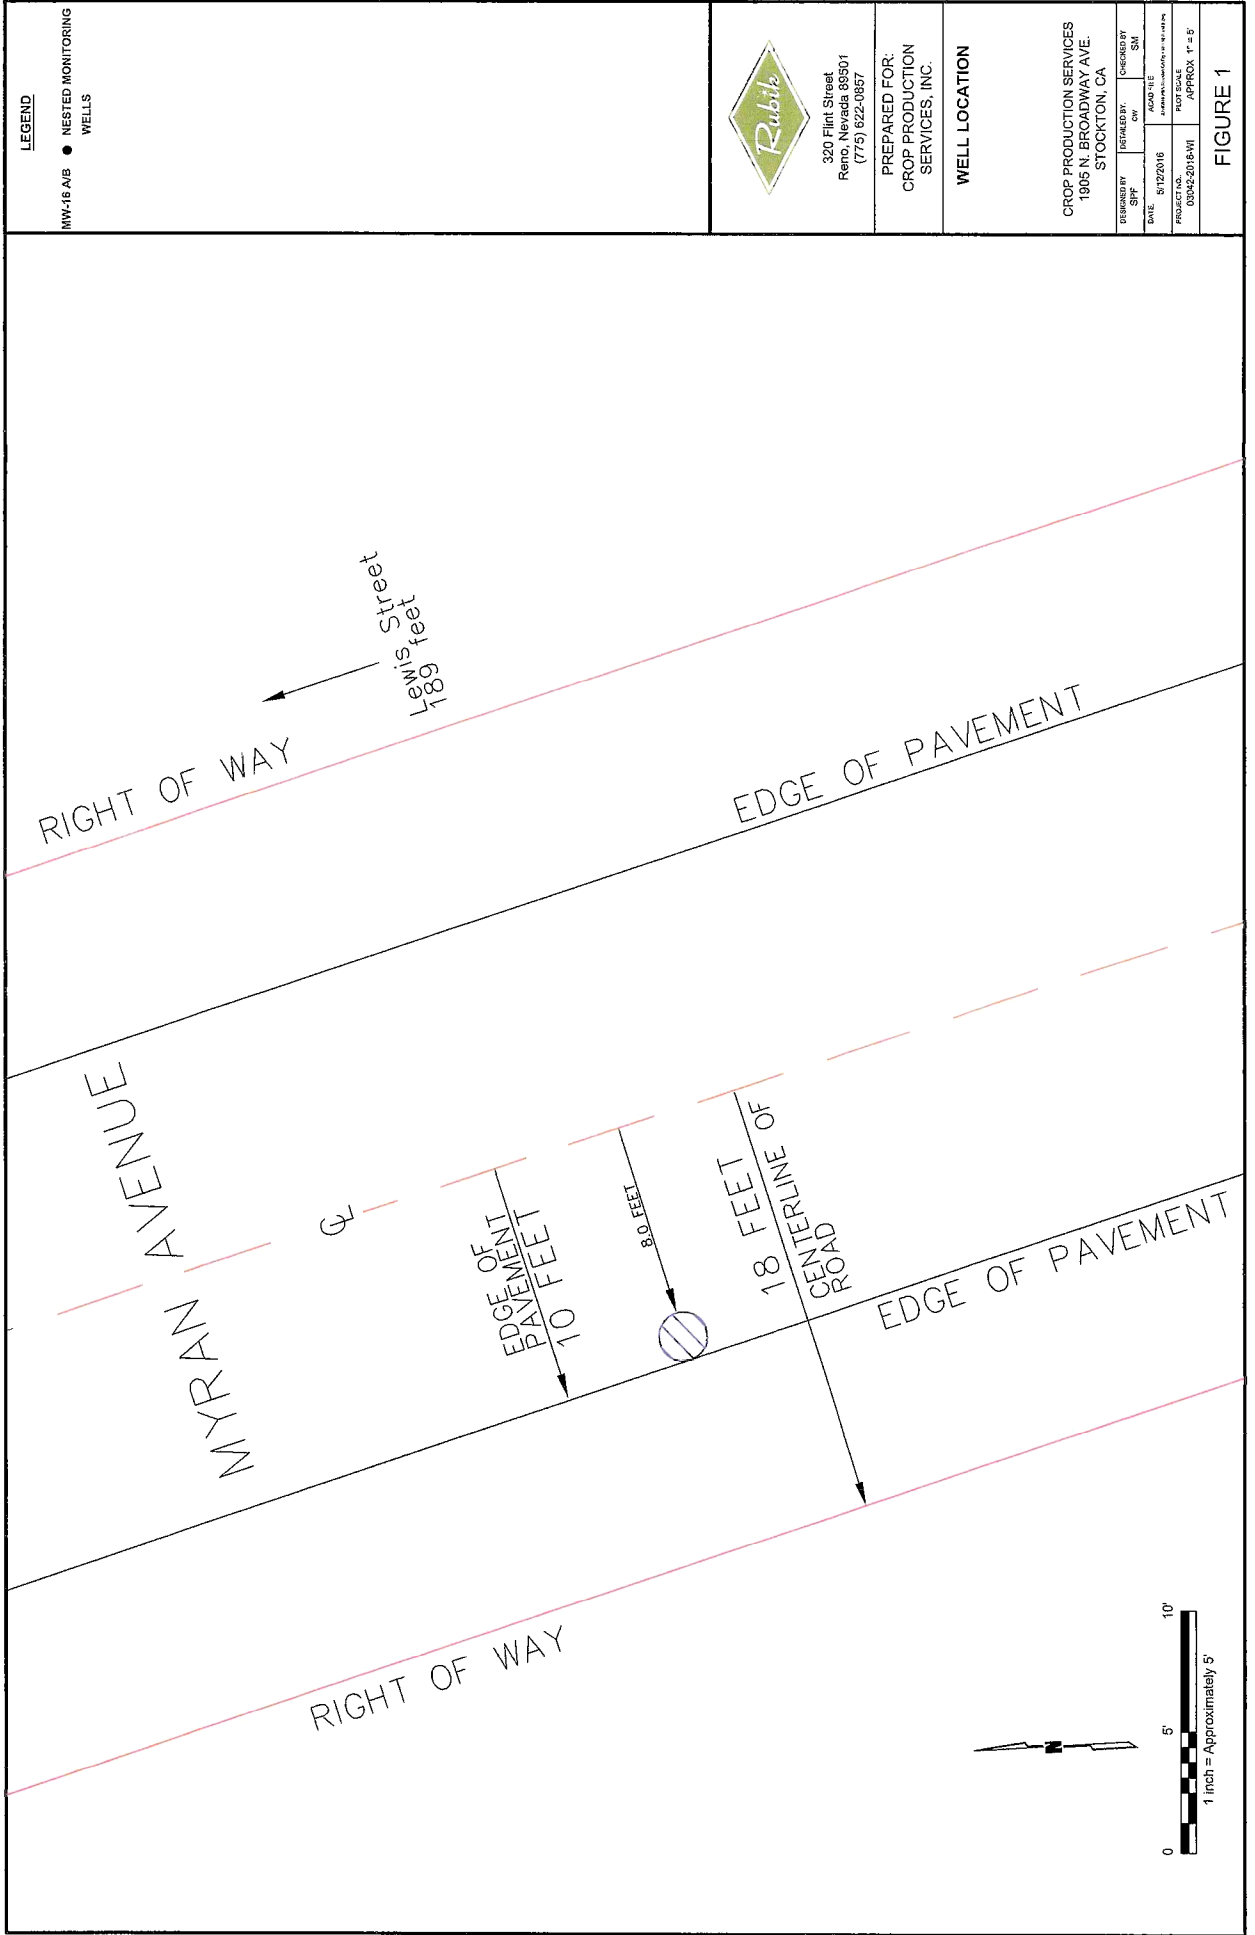 LEGEND
MW-16 A/B NESTED MONITORING
WELLS
RIGHT OF WAY
Lewis Street
189 feet
EDGE OF PAVEMENT
MYRAN AVENUE
CL
EDGE OF
PAVEMENT
10 FEET
8.0 FEET
18 FEET
CENTERLINE OF
ROAD
EDGE OF PAVEMENT
RIGHT OF WAY
N
0 5' 10'
1 inch = Approximately 5'
Rubik
320 Flint Street
Reno, Nevada 89501
(775) 622-0857
PREPARED FOR:
CROP PRODUCTION
SERVICES, INC.
WELL LOCATION
CROP PRODUCTION SERVICES
1905 N. BROADWAY AVE.
STOCKTON, CA
DESIGNED BY DETAILED BY: CHECKED BY
SPF CW SM
DATE: ACAD FILE
5/12/2016
PROJECT NO. PLOT SCALE
03042-2016-WI APPROX 1" = 5'
FIGURE 1